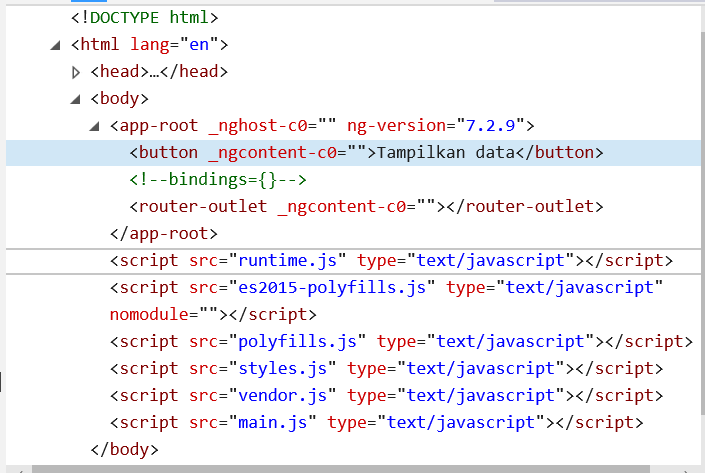 <!DOCTYPE html>
<html lang="en">
<head>…</head>
<body>
<app-root _nghost-c0="" ng-version="7.2.9">
<button _ngcontent-c0="">Tampilkan data</button>
<!--bindings={}-->
<router-outlet _ngcontent-c0=""></router-outlet>
</app-root>
<script src="runtime.js" type="text/javascript"></script>
<script src="es2015-polyfills.js" type="text/javascript"
nomodule=""></script>
<script src="polyfills.js" type="text/javascript"></script>
<script src="styles.js" type="text/javascript"></script>
<script src="vendor.js" type="text/javascript"></script>
<script src="main.js" type="text/javascript"></script>
</body>